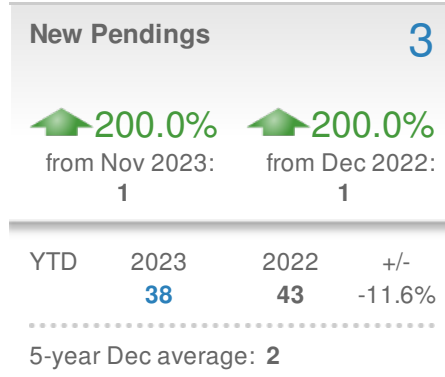 New Pendings 3
200.0% 200.0%
from Nov 2023: from Dec 2022:
1 1
YTD 2023 2022 +/-
38 43 -11.6%
5-year Dec average: 2